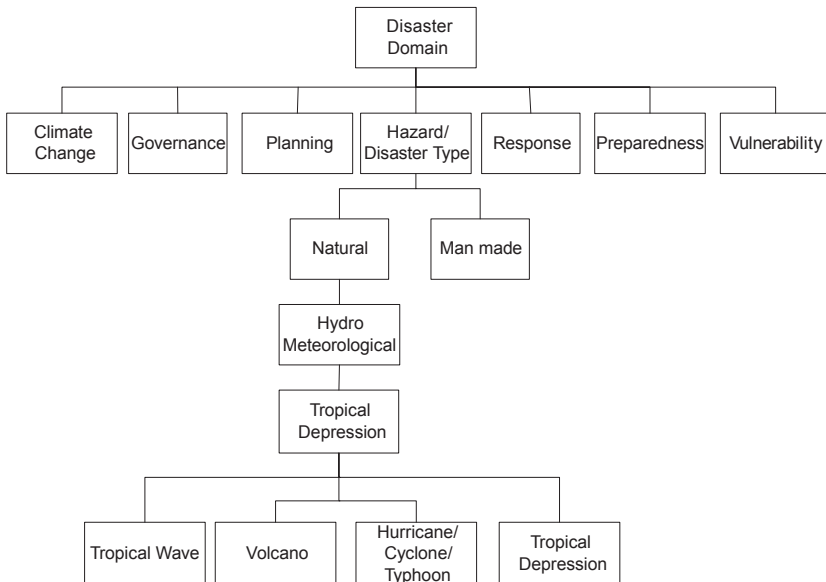 Disaster
Domain
Climate
Change
Governance
Planning
Hazard/
Disaster Type
Response
Preparedness
Vulnerability
Natural
Man made
Hydro
Meteorological
Tropical
Depression
Tropical Wave
Volcano
Hurricane/
Cyclone/
Typhoon
Tropical
Depression